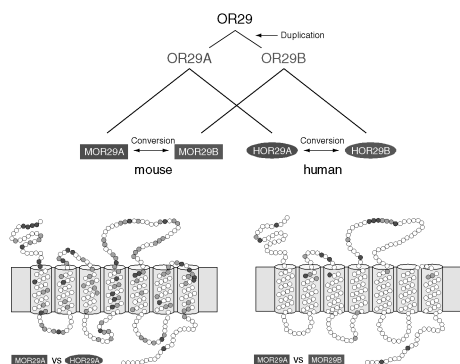 OR29
Duplication
OR29A OR29B
MOR29A Conversion MOR29B HOR29A Conversion HOR29B
mouse human
MOR29A VS HOR29A MOR29A VS MOR29B